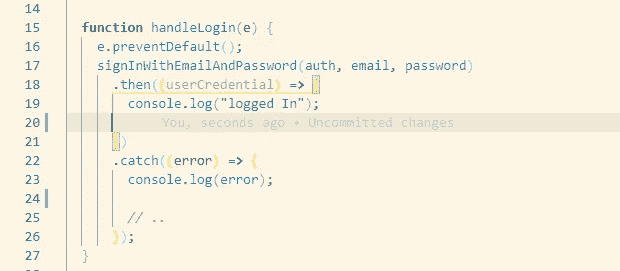 14
15 function handleLogin(e) {
16 e.preventDefault();
17 signInWithEmailAndPassword(auth, email, password)
18 .then((userCredential) => {
19 console.log("logged In");
20 You, seconds ago • Uncommitted changes
21 })
22 .catch((error) => {
23 console.log(error);
24
25 // ..
26 });
27 }